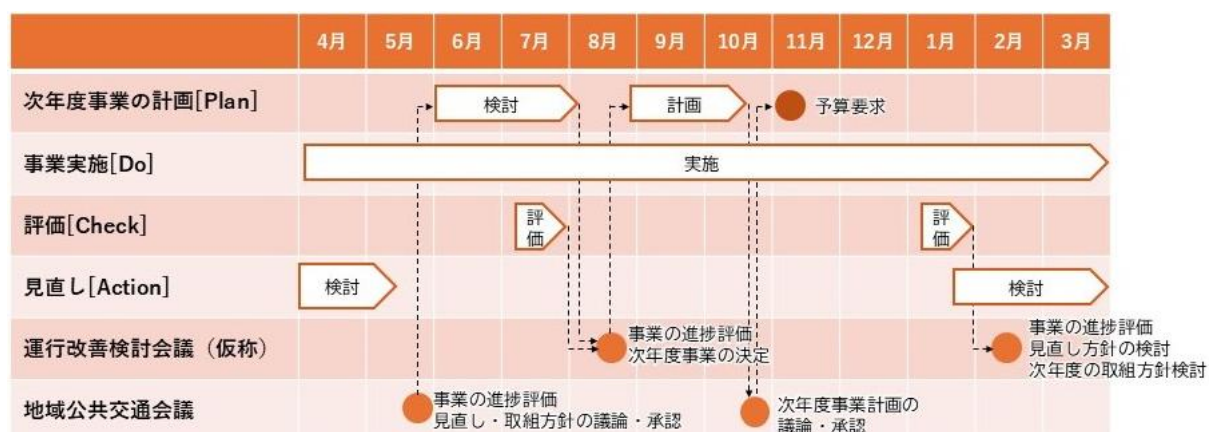 4月 5月 6月 7月 8月 9月 10月 11月 12月 1月 2月 3月
次年度事業の計画[Plan] 検討 計画 予算要求
事業実施[Do] 実施
評価[Check]
評
価
評
価
見直し[Action] 検討 検討
運行改善検討会議（仮称）
事業の進捗評価
次年度事業の決定
事業の進捗評価
見直し方針の検討
次年度の取組方針検討
地域公共交通会議
事業の進捗評価
見直し・取組方針の議論・承認
次年度事業計画の
議論・承認